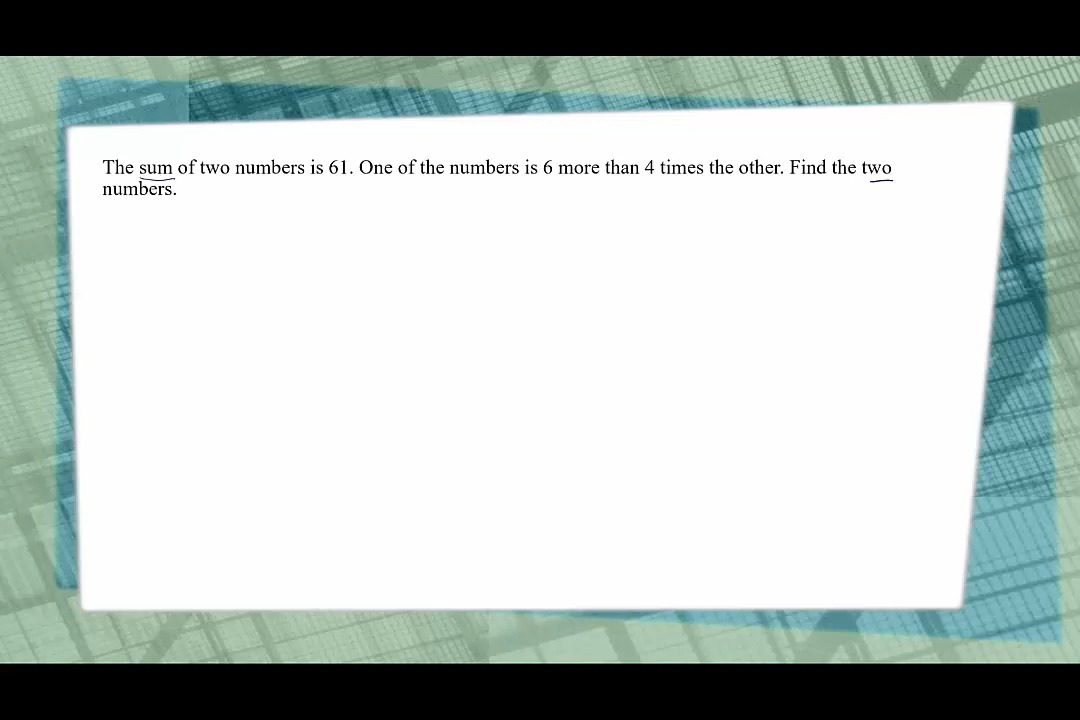 The sum of two numbers is 61. One of the numbers is 6 more than 4 times the other. Find the two
numbers.